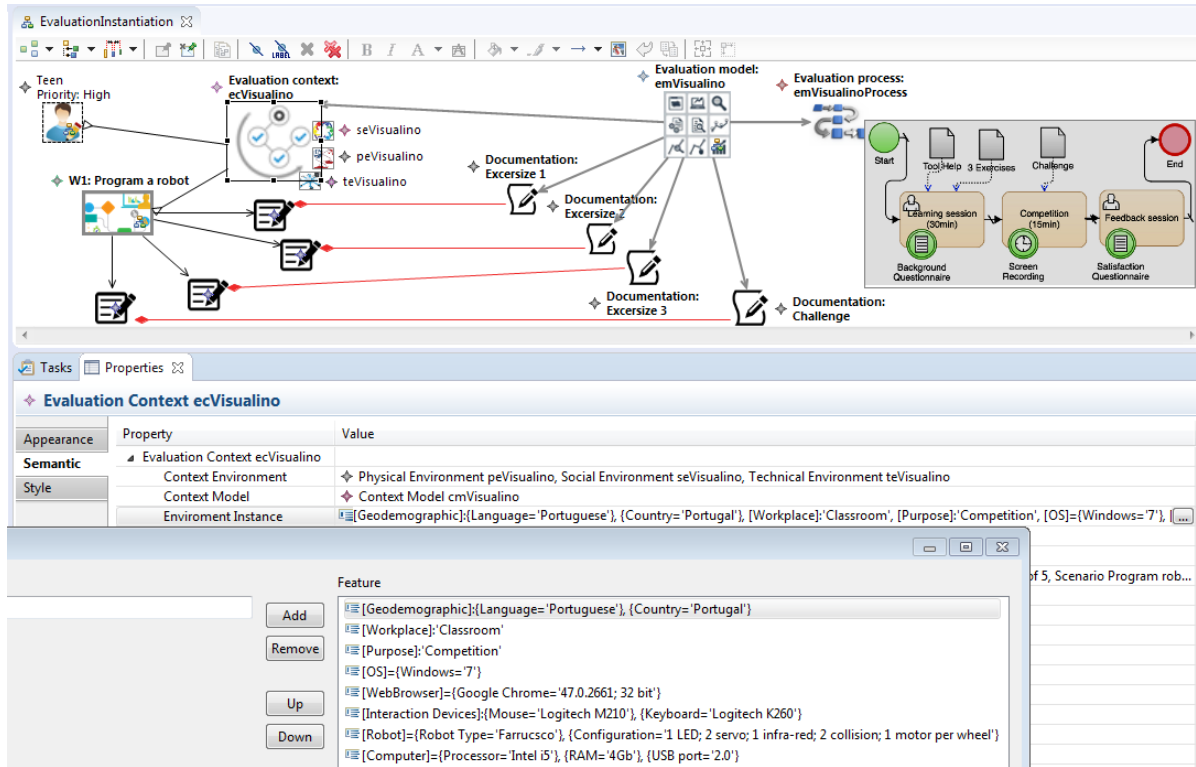 EvaluationInstantiation
LABEL
B I A
Teen
Priority: High
Evaluation context:
ecVisualino
seVisualino
peVisualino
teVisualino
W1: Program a robot
Evaluation model:
emVisualino
Evaluation process:
emVisualinoProcess
Documentation:
Excersize 1
Documentation:
Excersize 2
Documentation:
Excersize 3
Documentation:
Challenge
Start
Tool Help
3 Exercises
Challenge
End
Learning session
(30min)
Competition
(15min)
Feedback session
Background
Questionnaire
Screen
Recording
Satisfaction
Questionnaire
Tasks
Properties
Evaluation Context ecVisualino
Appearance
Semantic
Style
Property Value
Evaluation Context ecVisualino
Context Environment Physical Environment peVisualino, Social Environment seVisualino, Technical Environment teVisualino
Context Model Context Model cmVisualino
Enviroment Instance [Geodemographic]:{Language='Portuguese'}, {Country='Portugal'}, [Workplace]:'Classroom', [Purpose]:'Competition', [OS]={Windows='7'}, [ ...
of 5, Scenario Program rob...
Feature
Add
Remove
Up
Down
[Geodemographic]:{Language='Portuguese'}, {Country='Portugal'}
[Workplace]:'Classroom'
[Purpose]:'Competition'
[OS]={Windows='7'}
[WebBrowser]={Google Chrome='47.0.2661; 32 bit'}
[Interaction Devices]:{Mouse='Logitech M210'}, {Keyboard='Logitech K260'}
[Robot]={Robot Type='Farrucsco'}, {Configuration='1 LED; 2 servo; 1 infra-red; 2 collision; 1 motor per wheel'}
[Computer]={Processor='Intel i5'}, {RAM='4Gb'}, {USB port='2.0'}